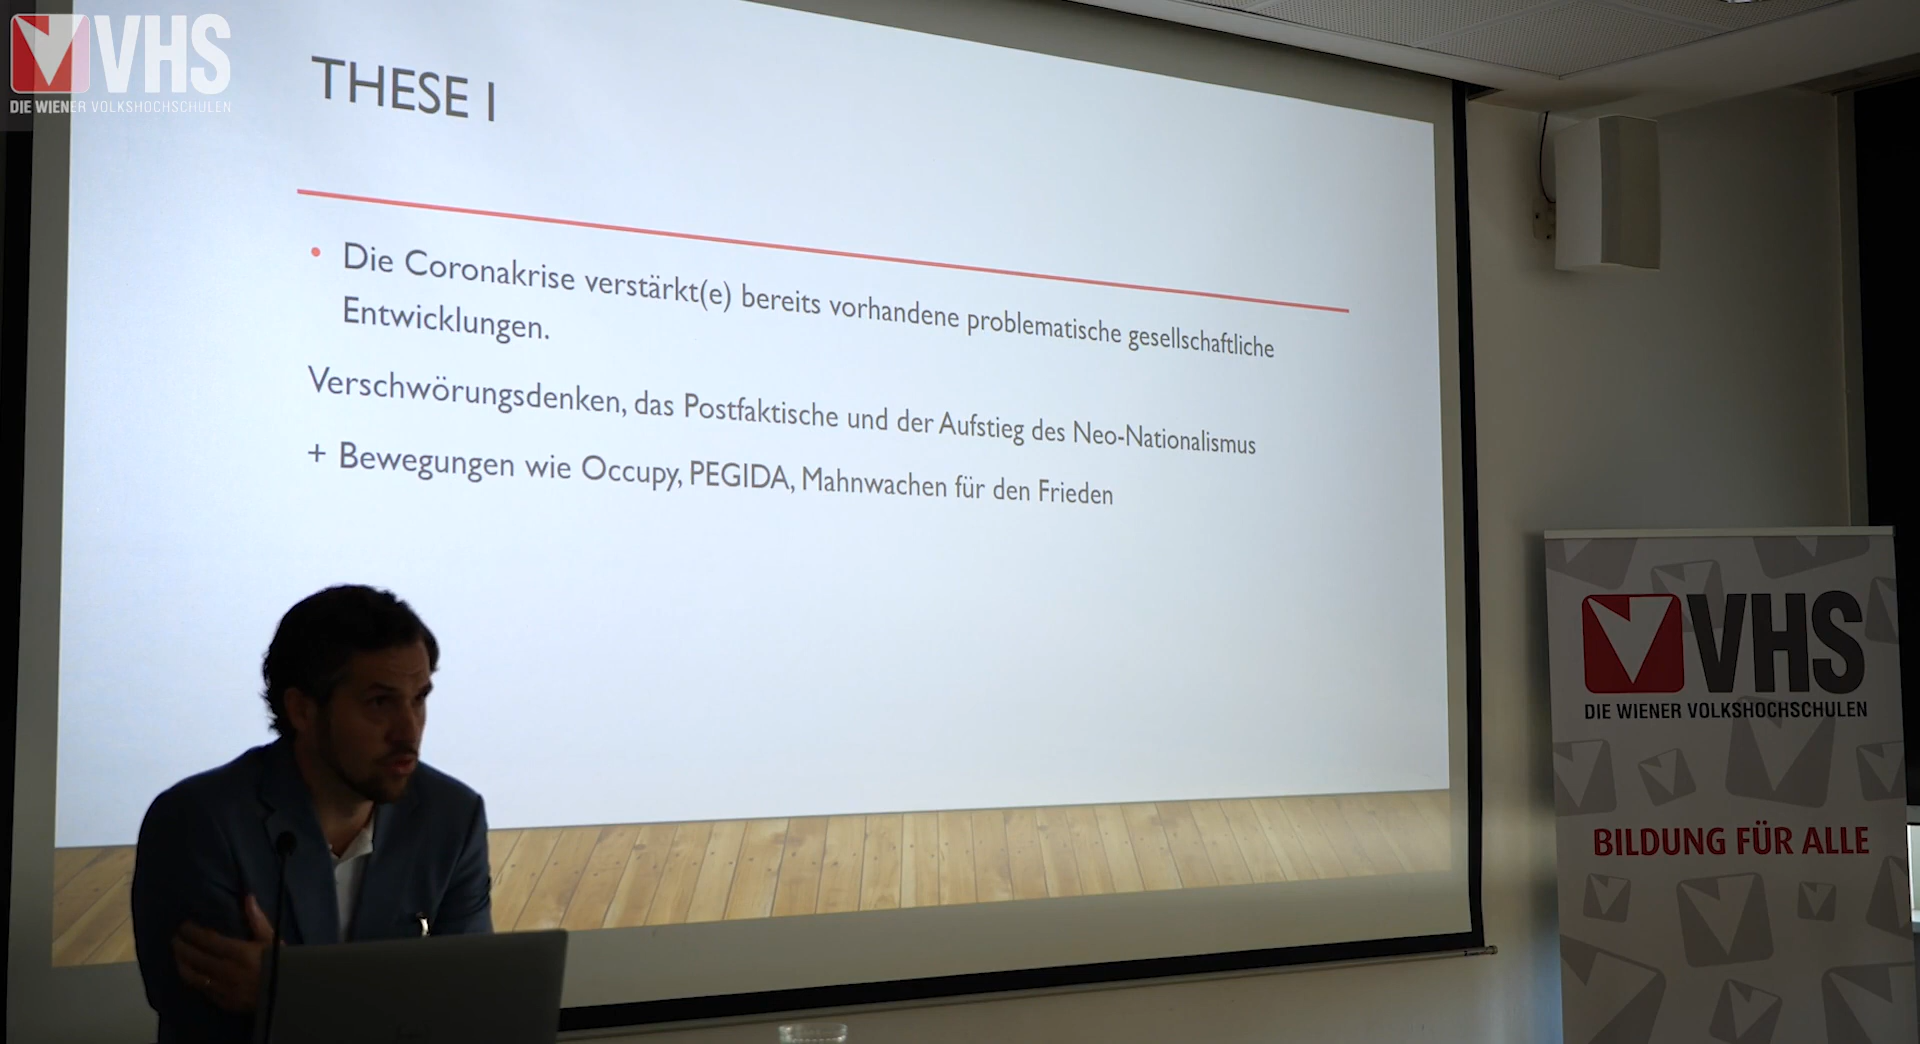 VHS
DIE WIENER VOLKSHOCHSCHULEN
THESE I
• Die Coronakrise verstärkt(e) bereits vorhandene problematische gesellschaftliche
Entwicklungen.
Verschwörungsdenken, das Postfaktische und der Aufstieg des Neo-Nationalismus
+ Bewegungen wie Occupy, PEGIDA, Mahnwachen für den Frieden
VHS
DIE WIENER VOLKSHOCHSCHULEN
BILDUNG FÜR ALLE